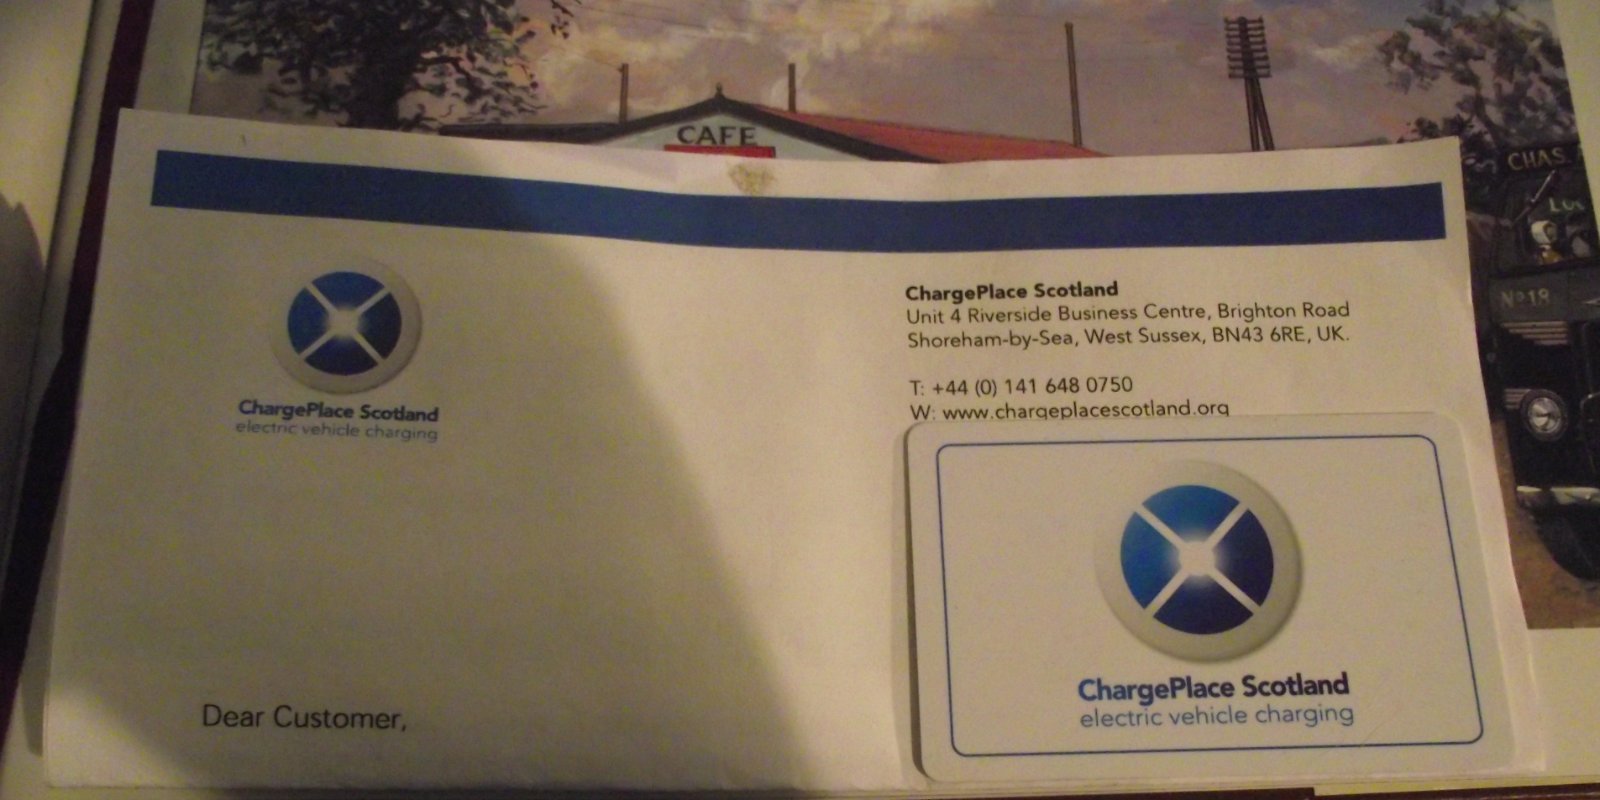 CAFE
CHAS.
Nº 18
ChargePlace Scotland
electric vehicle charging
ChargePlace Scotland
Unit 4 Riverside Business Centre, Brighton Road
Shoreham-by-Sea, West Sussex, BN43 6RE, UK.
T: +44 (0) 141 648 0750
W: www.chargeplacescotland.org
Dear Customer,
ChargePlace Scotland
electric vehicle charging